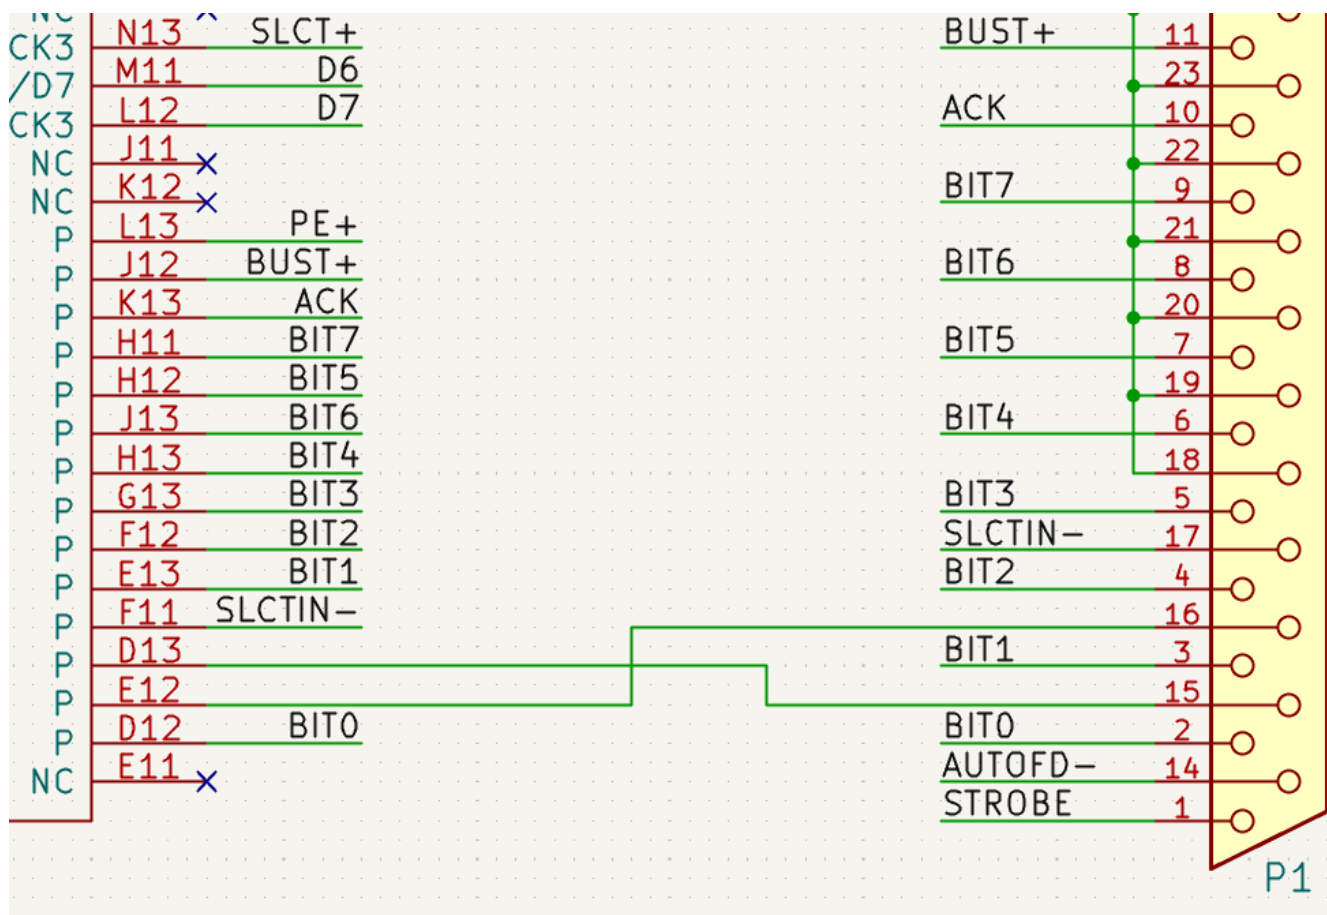 NC
CK3 N13 SLCT+ BUST+ 11
/D7 M11 D6 23
CK3 L12 D7 ACK 10
NC J11 22
NC K12 BIT7 9
P L13 PE+ 21
P J12 BUST+ BIT6 8
P K13 ACK 20
P H11 BIT7 BIT5 7
P H12 BIT5 19
P J13 BIT6 BIT4 6
P H13 BIT4 18
P G13 BIT3 BIT3 5
P F12 BIT2 SLCTIN- 17
P E13 BIT1 BIT2 4
P F11 SLCTIN- 16
P D13 BIT1 3
P E12 15
P D12 BIT0 BIT0 2
NC E11 AUTOFD- 14
STROBE 1
P1